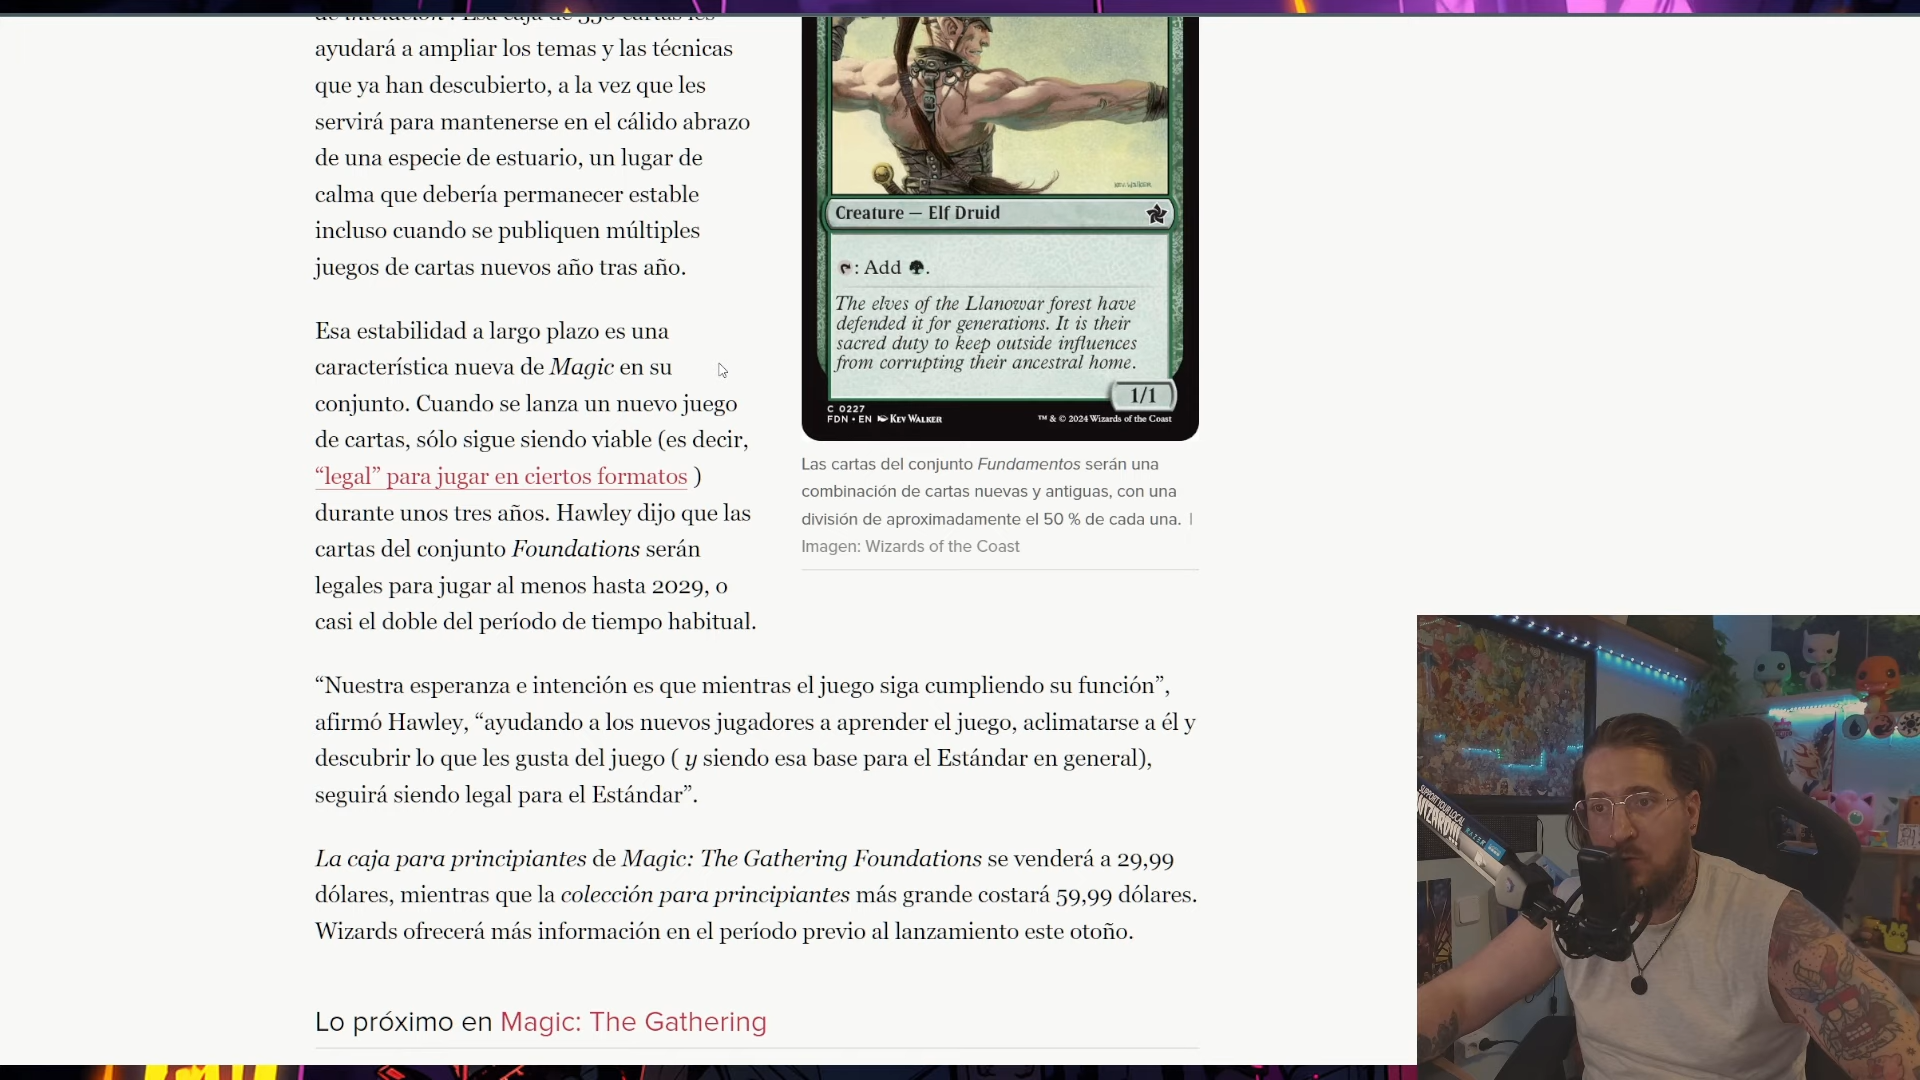 de iniciación . Esa caja de 350 cartas les
ayudará a ampliar los temas y las técnicas
que ya han descubierto, a la vez que les
servirá para mantenerse en el cálido abrazo
de una especie de estuario, un lugar de
calma que debería permanecer estable
incluso cuando se publiquen múltiples
juegos de cartas nuevos año tras año.
Esa estabilidad a largo plazo es una
característica nueva de Magic en su
conjunto. Cuando se lanza un nuevo juego
de cartas, sólo sigue siendo viable (es decir,
“legal” para jugar en ciertos formatos )
durante unos tres años. Hawley dijo que las
cartas del conjunto Foundations serán
legales para jugar al menos hasta 2029, o
casi el doble del período de tiempo habitual.
Creature — Elf Druid
: Add .
The elves of the Llanowar forest have
defended it for generations. It is their
sacred duty to keep outside influences
from corrupting their ancestral home.
1/1
C 0227
FDN • EN KEV WALKER
™ & © 2024 Wizards of the Coast
Las cartas del conjunto Fundamentos serán una
combinación de cartas nuevas y antiguas, con una
división de aproximadamente el 50 % de cada una. |
Imagen: Wizards of the Coast
“Nuestra esperanza e intención es que mientras el juego siga cumpliendo su función”,
afirmó Hawley, “ayudando a los nuevos jugadores a aprender el juego, aclimatarse a él y
descubrir lo que les gusta del juego ( y siendo esa base para el Estándar en general),
seguirá siendo legal para el Estándar”.
La caja para principiantes de Magic: The Gathering Foundations se venderá a 29,99
dólares, mientras que la colección para principiantes más grande costará 59,99 dólares.
Wizards ofrecerá más información en el período previo al lanzamiento este otoño.
Lo próximo en Magic: The Gathering
SUPPORT YOUR LOCAL
WIZARD!!!
RAZER